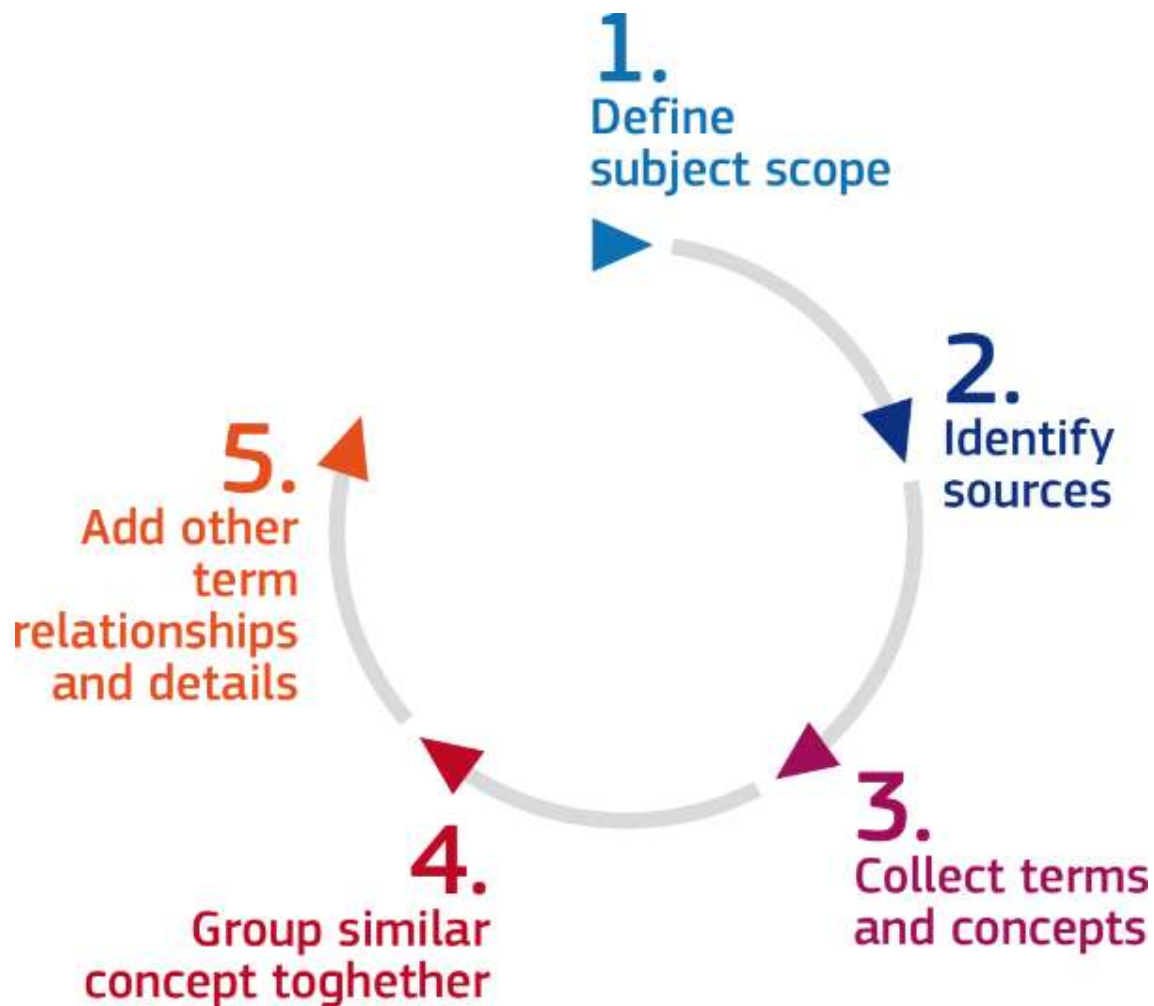 1.
Define
subject scope
2.
Identify
sources
3.
Collect terms
and concepts
4.
Group similar
concept toghether
5.
Add other
term
relationships
and details